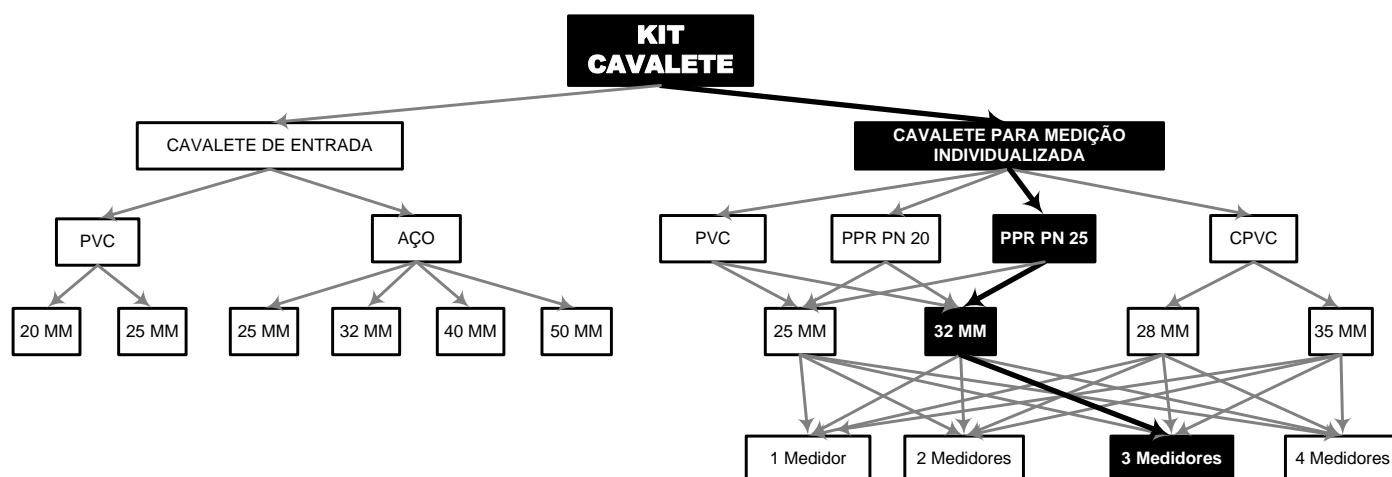 KIT
CAVALETE
CAVALETE DE ENTRADA
CAVALETE PARA MEDIÇÃO
INDIVIDUALIZADA
PVC
AÇO
PVC
PPR PN 20
PPR PN 25
CPVC
20 MM
25 MM
25 MM
32 MM
40 MM
50 MM
25 MM
32 MM
28 MM
35 MM
1 Medidor
2 Medidores
3 Medidores
4 Medidores